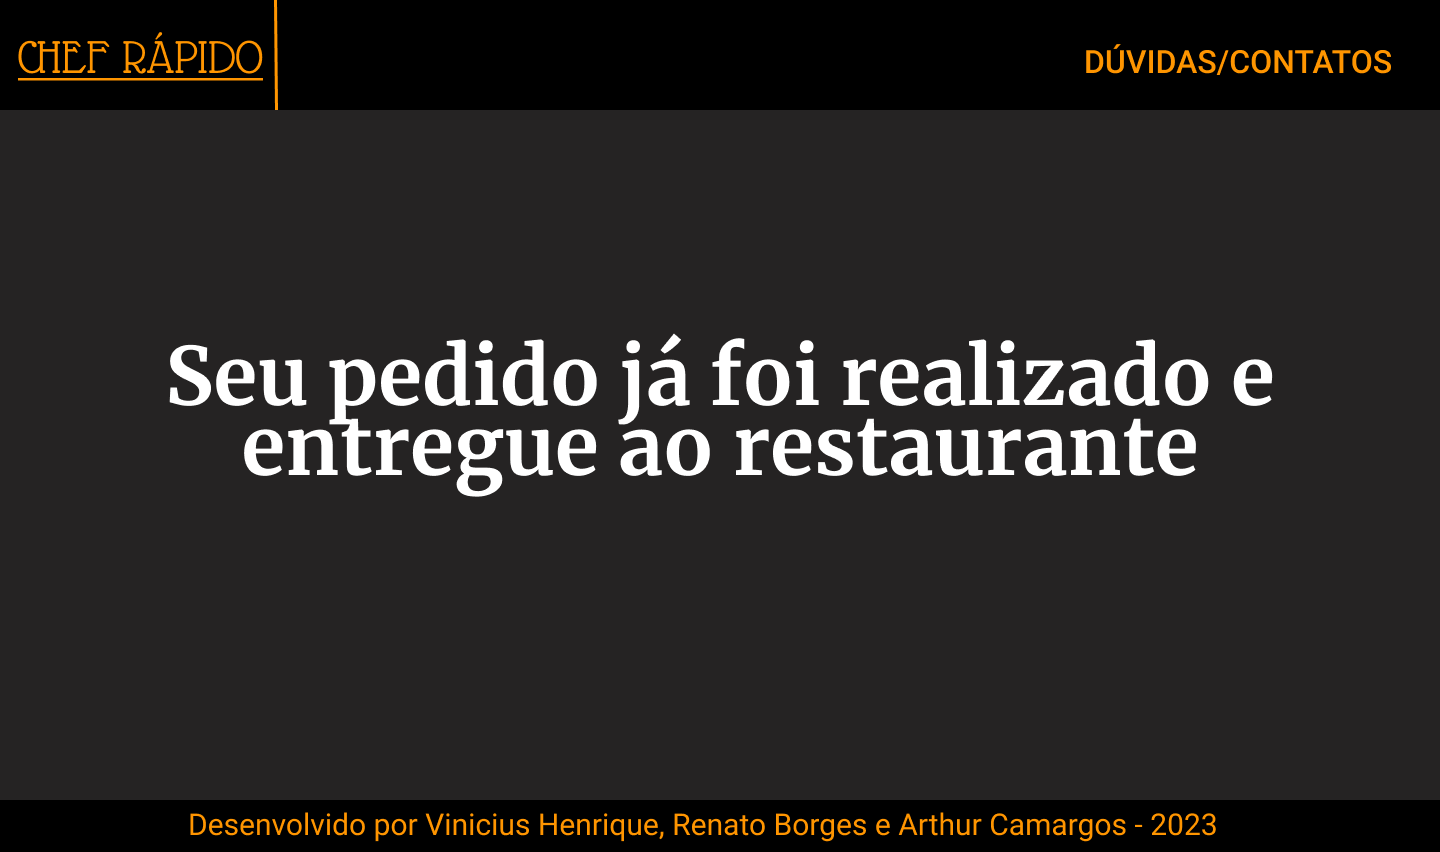 CHEF RÁPIDO
DÚVIDAS/CONTATOS
Seu pedido já foi realizado e
entregue ao restaurante
Desenvolvido por Vinicius Henrique, Renato Borges e Arthur Camargos - 2023